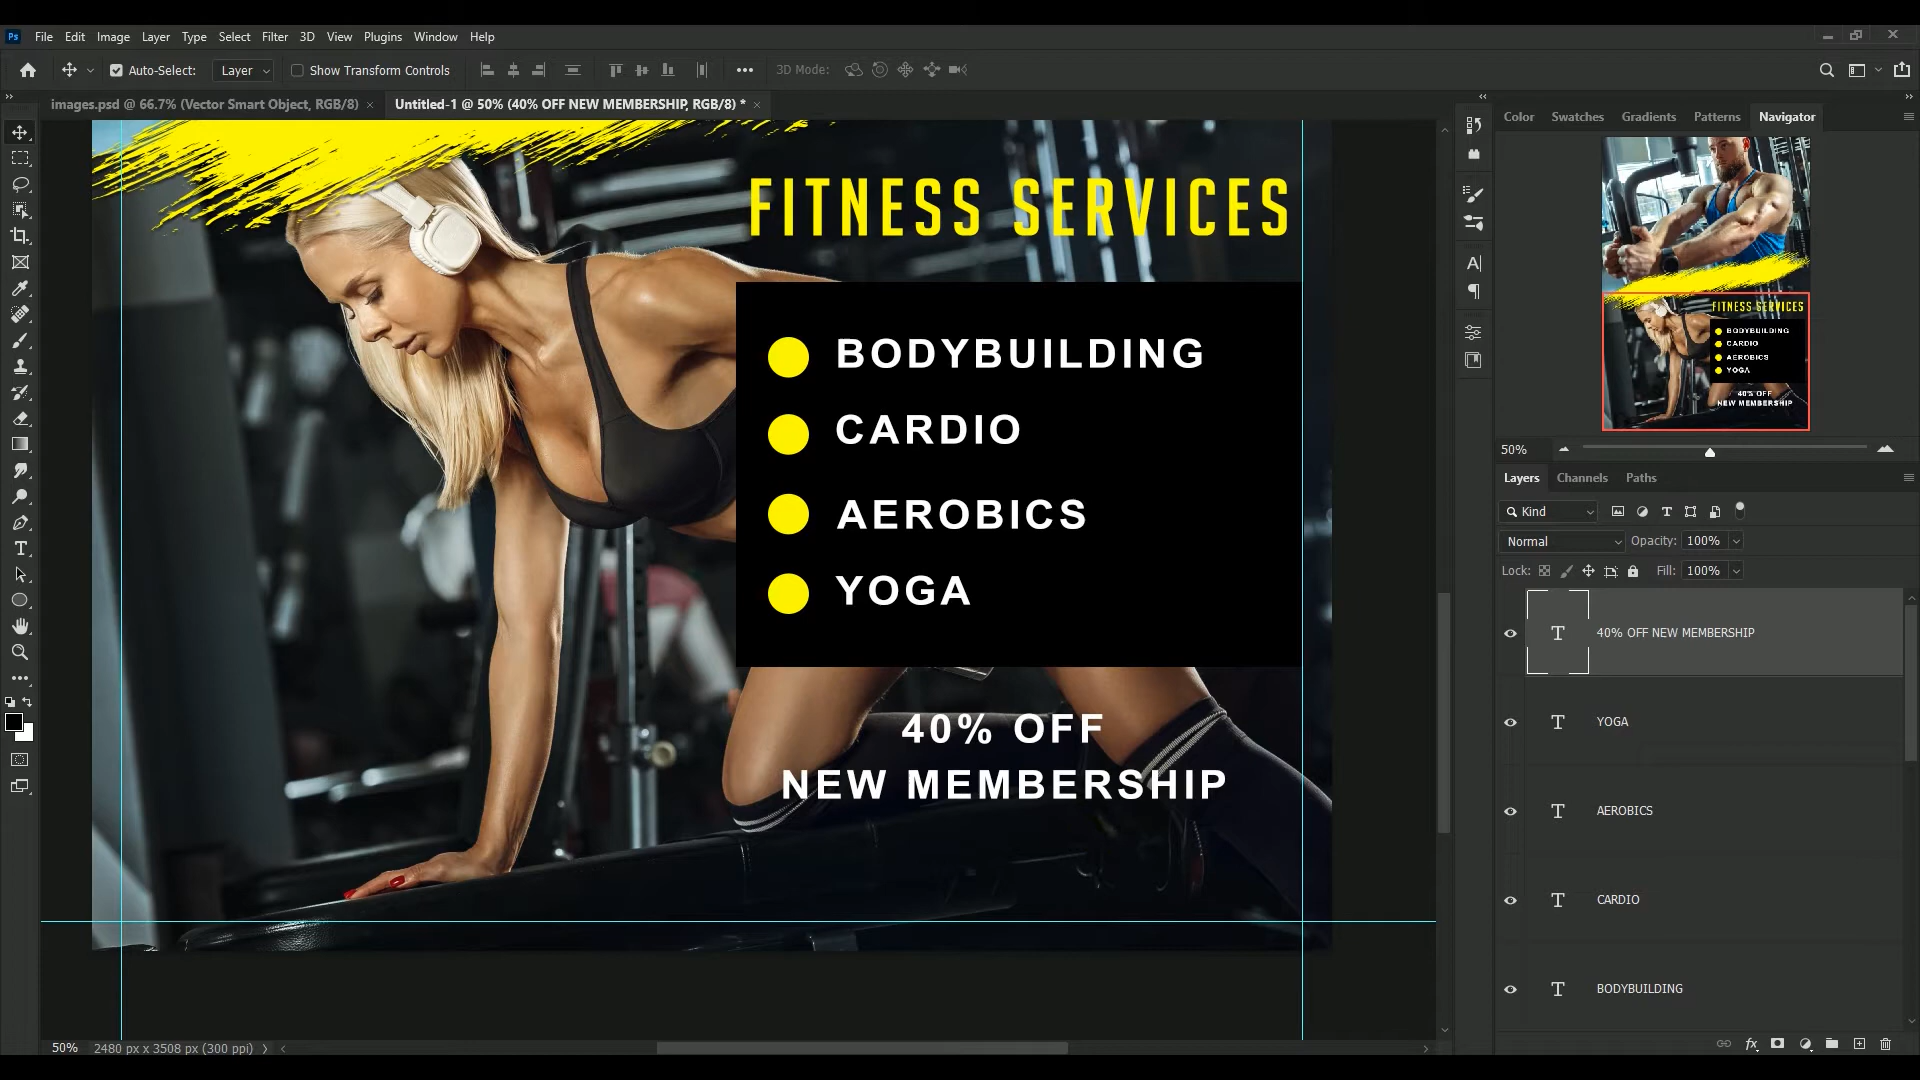 Ps File Edit Image Layer Type Select Filter 3D View Plugins Window Help
Auto-Select: Layer Show Transform Controls 3D Mode:
images.psd @ 66.7% (Vector Smart Object, RGB/8) × Untitled-1 @ 50% (40% OFF NEW MEMBERSHIP, RGB/8) * ×
Color Swatches Gradients Patterns Navigator
FITNESS SERVICES
BODYBUILDING
CARDIO
AEROBICS
YOGA
40% OFF
NEW MEMBERSHIP
FITNESS SERVICES
BODYBUILDING
CARDIO
AEROBICS
YOGA
40% OFF
NEW MEMBERSHIP
50%
Layers Channels Paths
Kind
Normal Opacity: 100%
Lock: Fill: 100%
40% OFF NEW MEMBERSHIP
YOGA
AEROBICS
CARDIO
BODYBUILDING
fx
50% 2480 px x 3508 px (300 ppi)